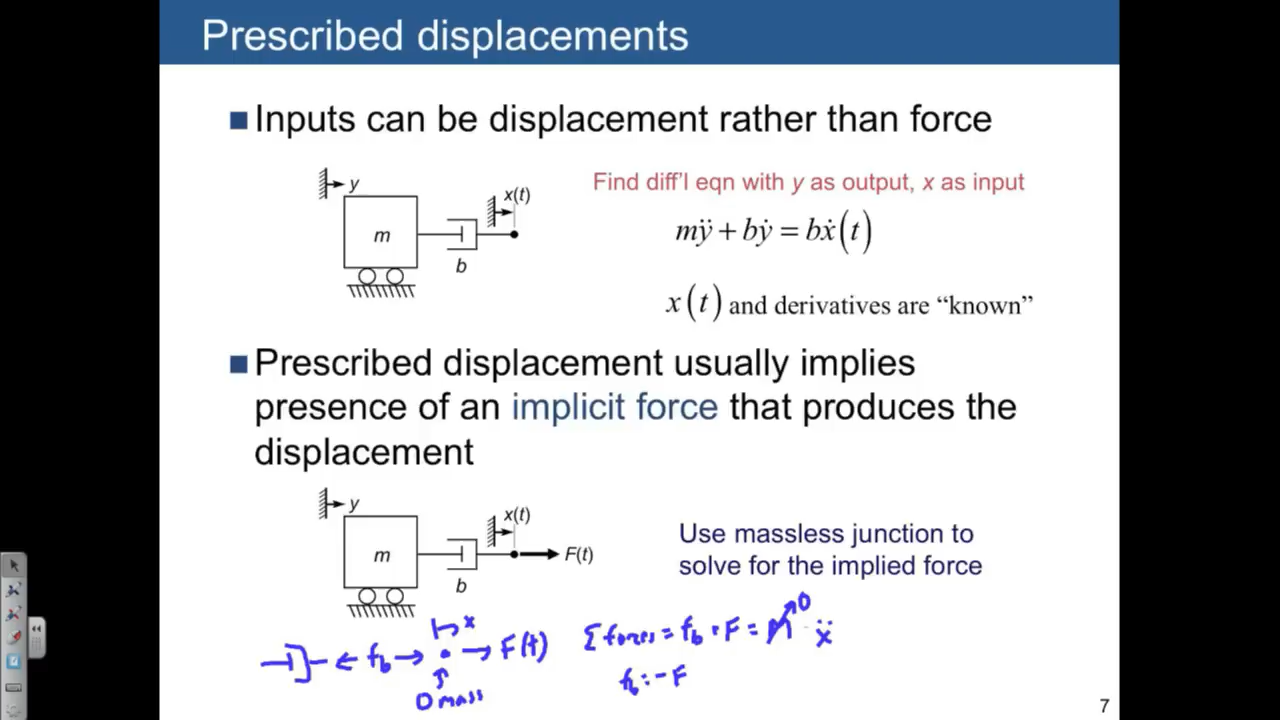 Prescribed displacements
Inputs can be displacement rather than force
y
x(t)
m
b
Find diff'l eqn with y as output, x as input
mÿ + bẏ = bẋ(t)
x(t) and derivatives are “known”
Prescribed displacement usually implies
presence of an implicit force that produces the
displacement
y
x(t)
m
F(t)
b
Use massless junction to
solve for the implied force
x
f_b
F(t)
0 mass
Σ forces = f_b + F = m ẍ
0
f_b = -F
7